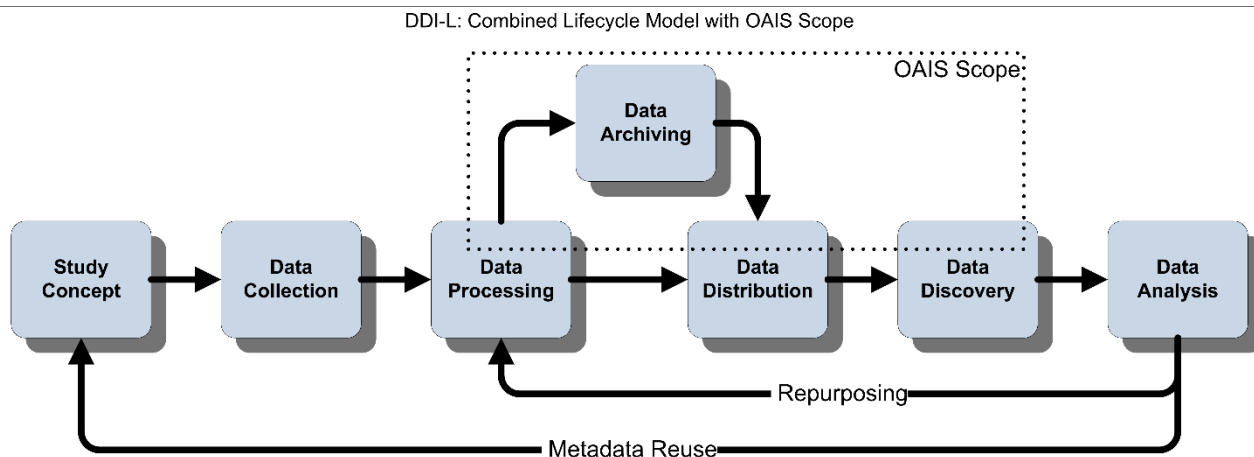 DDI-L: Combined Lifecycle Model with OAIS Scope
OAIS Scope
Data
Archiving
Study
Concept
Data
Collection
Data
Processing
Data
Distribution
Data
Discovery
Data
Analysis
Repurposing
Metadata Reuse